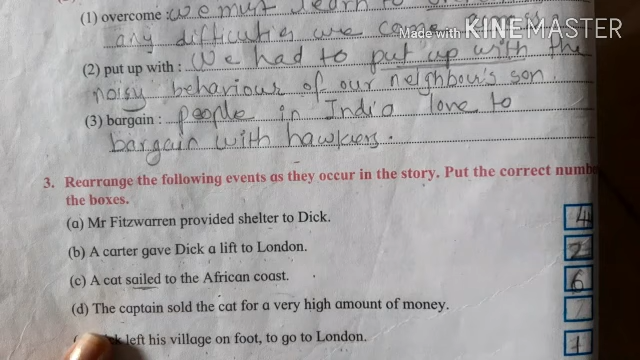 Made with KINEMASTER
(1) overcome : we must learn to
any difficulties we come
(2) put up with : We had to put up with the
noisy behaviour of our neighbour's son.
(3) bargain : people in India love to
bargain with hawkers.
3. Rearrange the following events as they occur in the story. Put the correct numbe
the boxes.
(a) Mr Fitzwarren provided shelter to Dick. 4
(b) A carter gave Dick a lift to London. 2
(c) A cat sailed to the African coast. 6
(d) The captain sold the cat for a very high amount of money.
left his village on foot, to go to London. 1